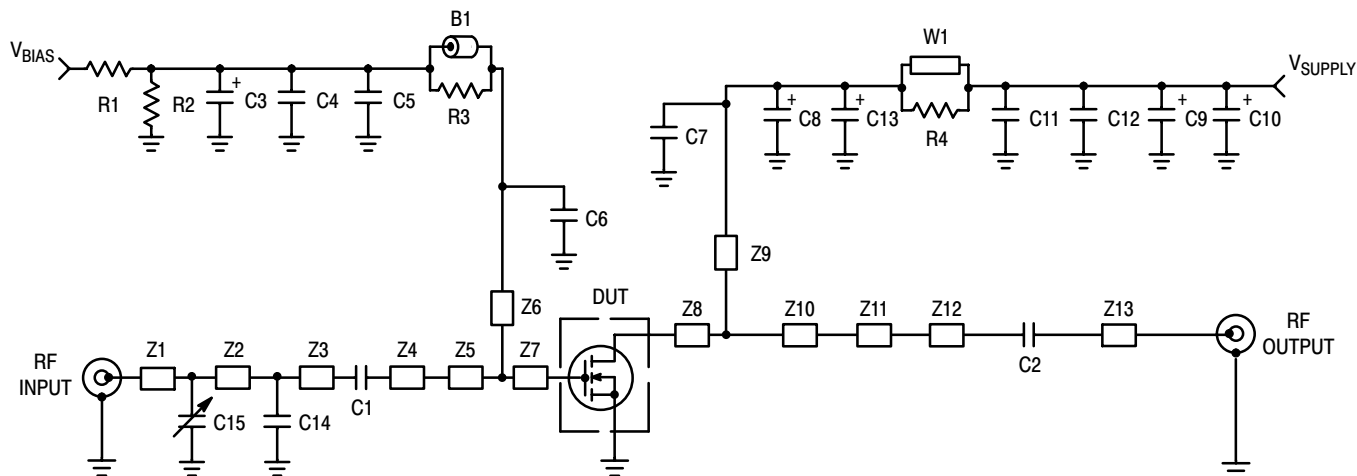 B1
VBIAS
R1
R2
+
C3
C4
C5
R3
W1
VSUPPLY
+
C8
+
C13
R4
C11
C12
+
C9
+
C10
C7
C6
Z6
Z9
DUT
RF
INPUT
Z1
Z2
Z3
C1
Z4
Z5
Z7
C15
C14
Z8
Z10
Z11
Z12
C2
Z13
RF
OUTPUT